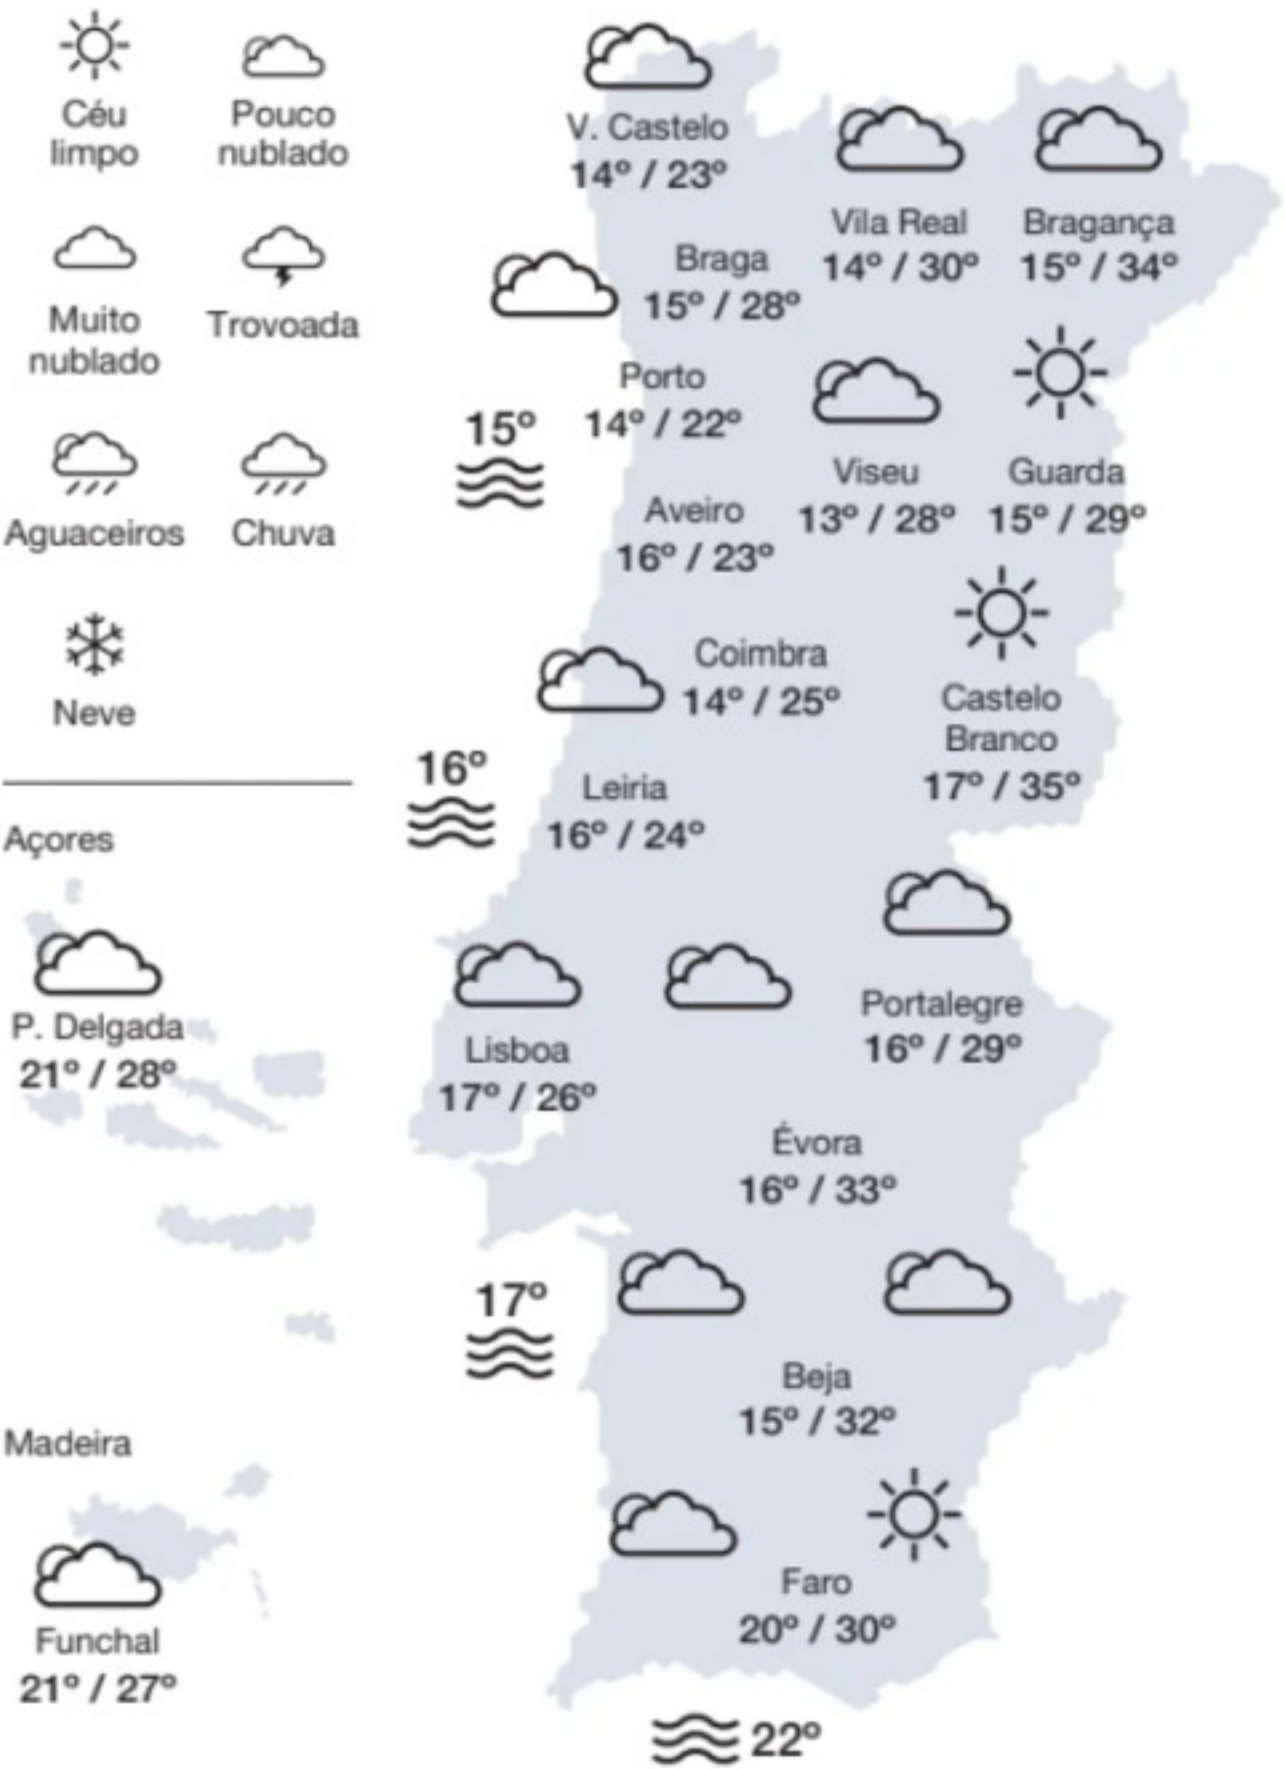 Céu
limpo
Pouco
nublado
Muito
nublado
Trovoada
Aguaceiros
Chuva
Neve
Açores
P. Delgada
21º / 28º
Madeira
Funchal
21º / 27º
V. Castelo
14º / 23º
Vila Real
14º / 30º
Bragança
15º / 34º
Braga
15º / 28º
Porto
14º / 22º
15º
Viseu
13º / 28º
Guarda
15º / 29º
Aveiro
16º / 23º
Coimbra
14º / 25º
Castelo
Branco
17º / 35º
16º
Leiria
16º / 24º
Lisboa
17º / 26º
Portalegre
16º / 29º
Évora
16º / 33º
17º
Beja
15º / 32º
Faro
20º / 30º
22º